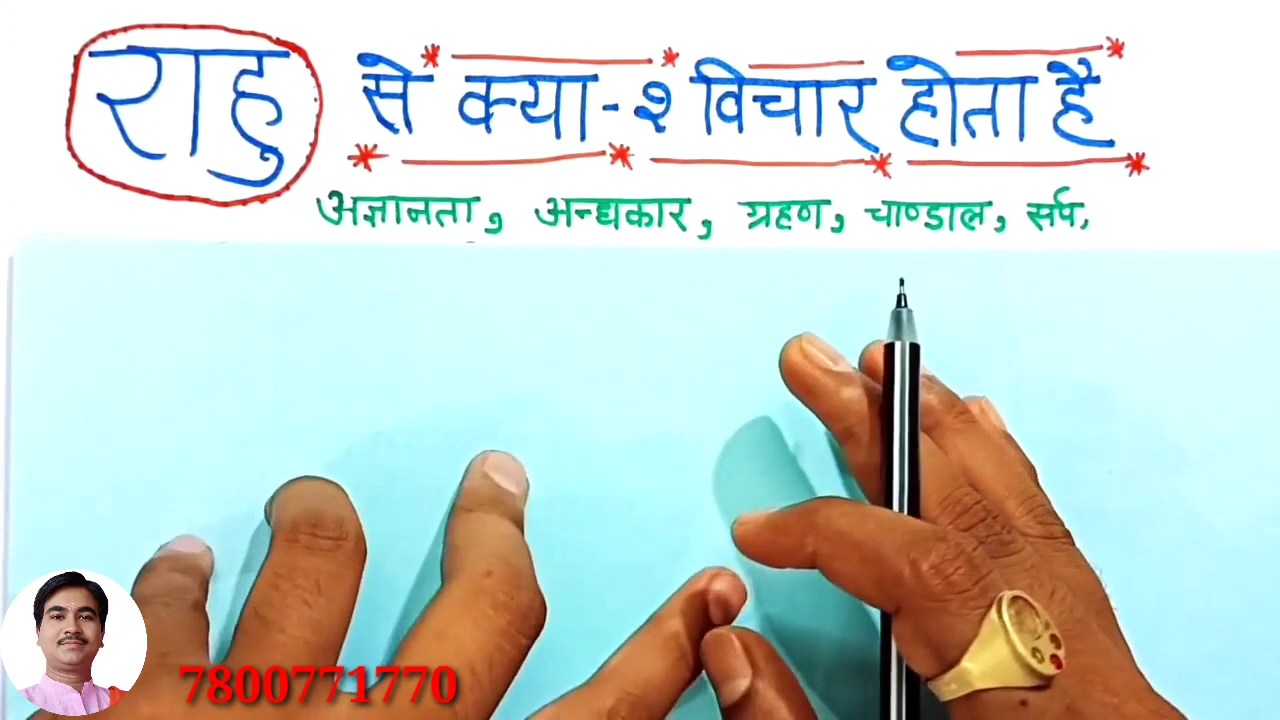 राहु से क्या-२ विचार होता है
अज्ञानता, अन्धकार, ग्रहण, चाण्डाल, सर्प,
7800771770